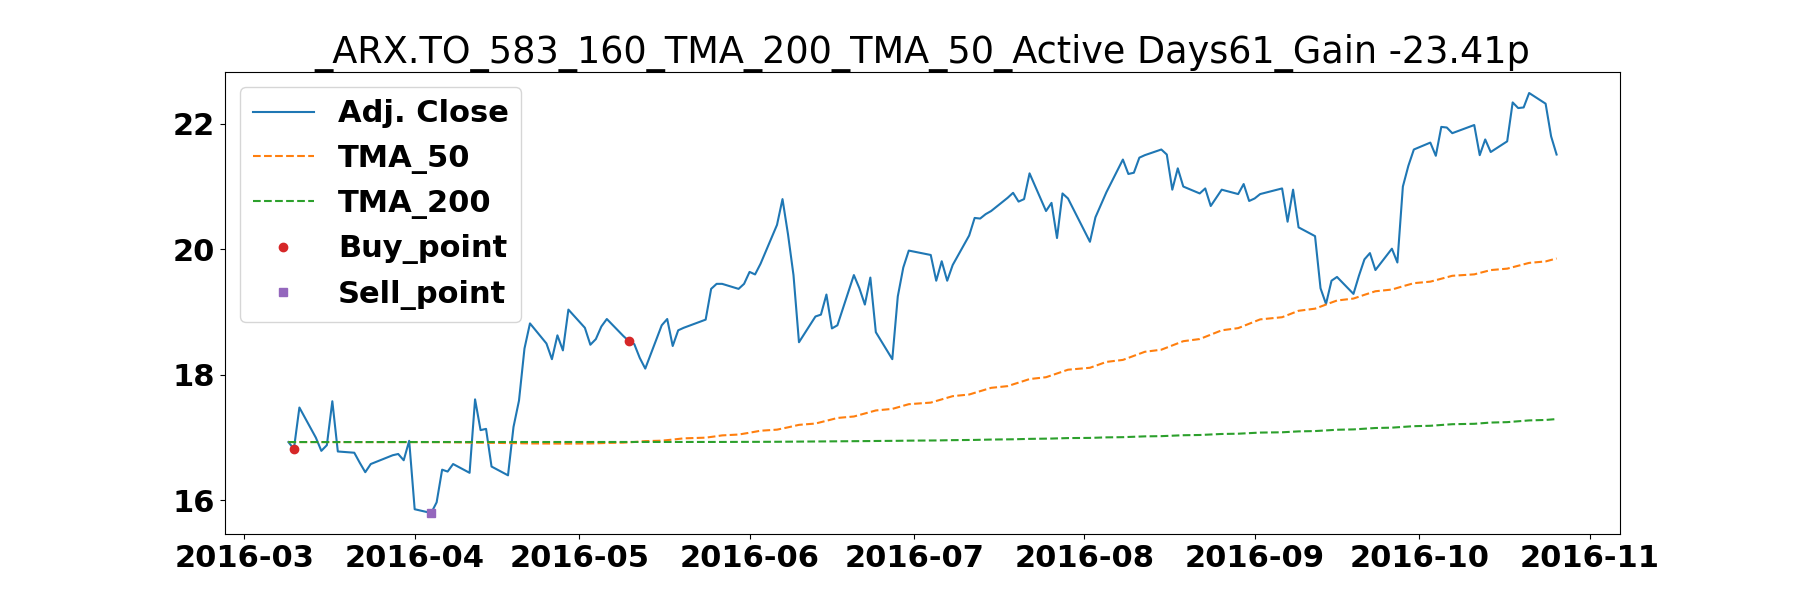 _ARX.TO_583_160_TMA_200_TMA_50_Active Days61_Gain -23.41p
Adj. Close
TMA_50
TMA_200
Buy_point
Sell_point
22
20
18
16
2016-03 2016-04 2016-05 2016-06 2016-07 2016-08 2016-09 2016-10 2016-11